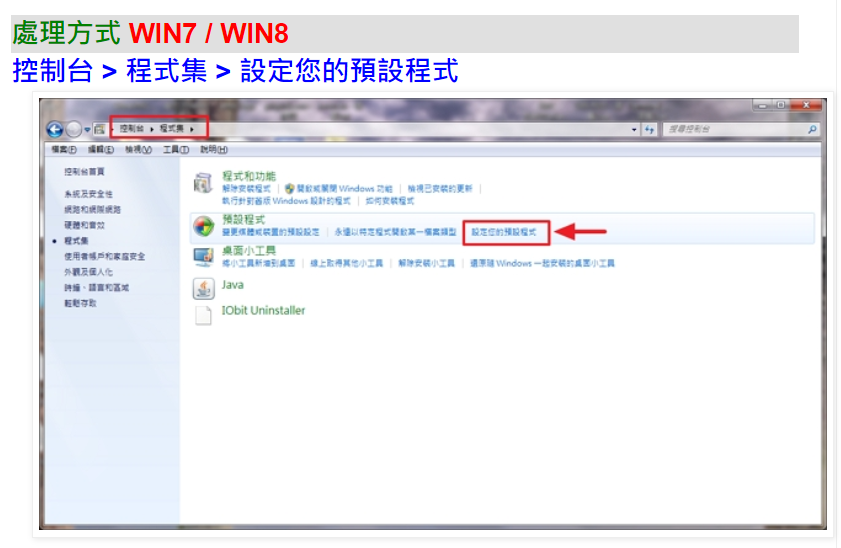 處理方式 WIN7 / WIN8
控制台 > 程式集 > 設定您的預設程式
控制台 ▸ 程式集 ▸
搜尋控制台
檔案(F) 編輯(E) 檢視(V) 工具(T) 說明(H)
控制台首頁
系統及安全性
網路和網際網路
硬體和音效
程式集
使用者帳戶和家庭安全
外觀及個人化
時鐘、語言和區域
輕鬆存取
程式和功能
解除安裝程式 | 開啟或關閉 Windows 功能 | 檢視已安裝的更新 |
執行針對舊版 Windows 設計的程式 | 如何安裝程式
預設程式
變更媒體或裝置的預設設定 | 永遠以特定程式開啟某一檔案類型 | 設定您的預設程式
桌面小工具
將小工具新增到桌面 | 線上取得其他小工具 | 解除安裝小工具 | 還原隨 Windows 一起安裝的桌面小工具
Java
IObit Uninstaller